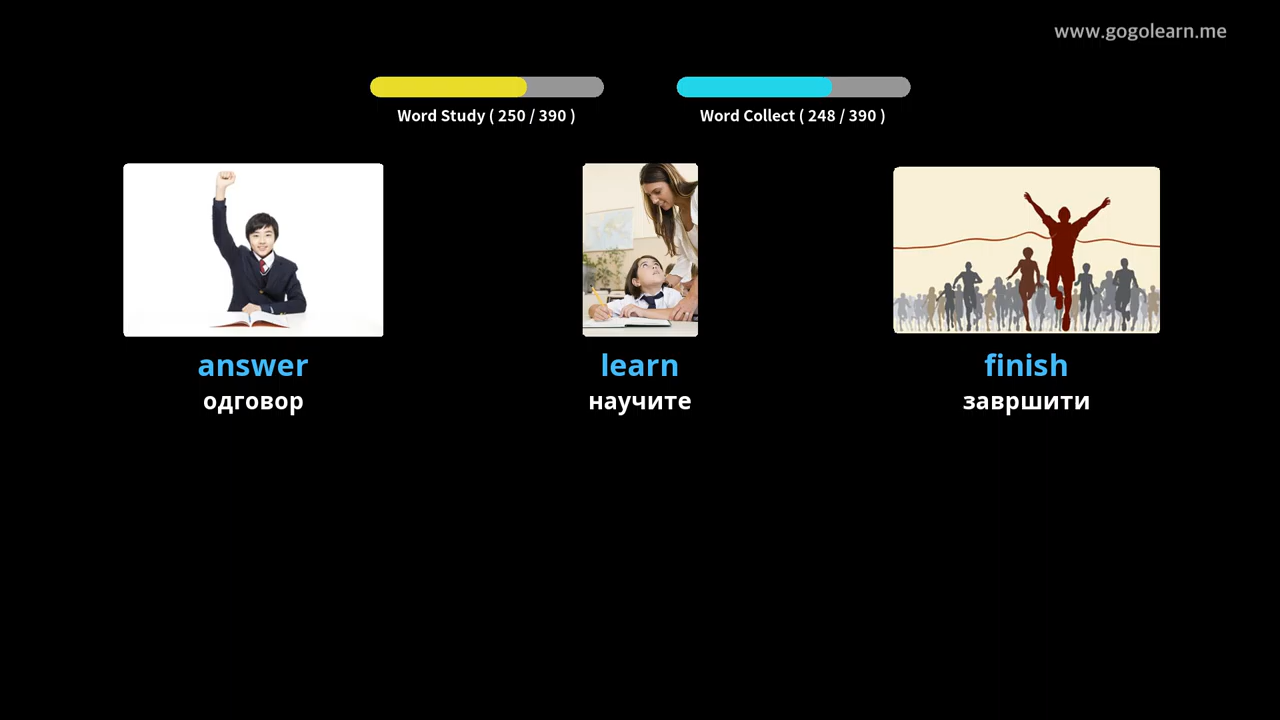 www.gogolearn.me
Word Study ( 250 / 390 )
Word Collect ( 248 / 390 )
answer
learn
finish
одговор
научите
завршити